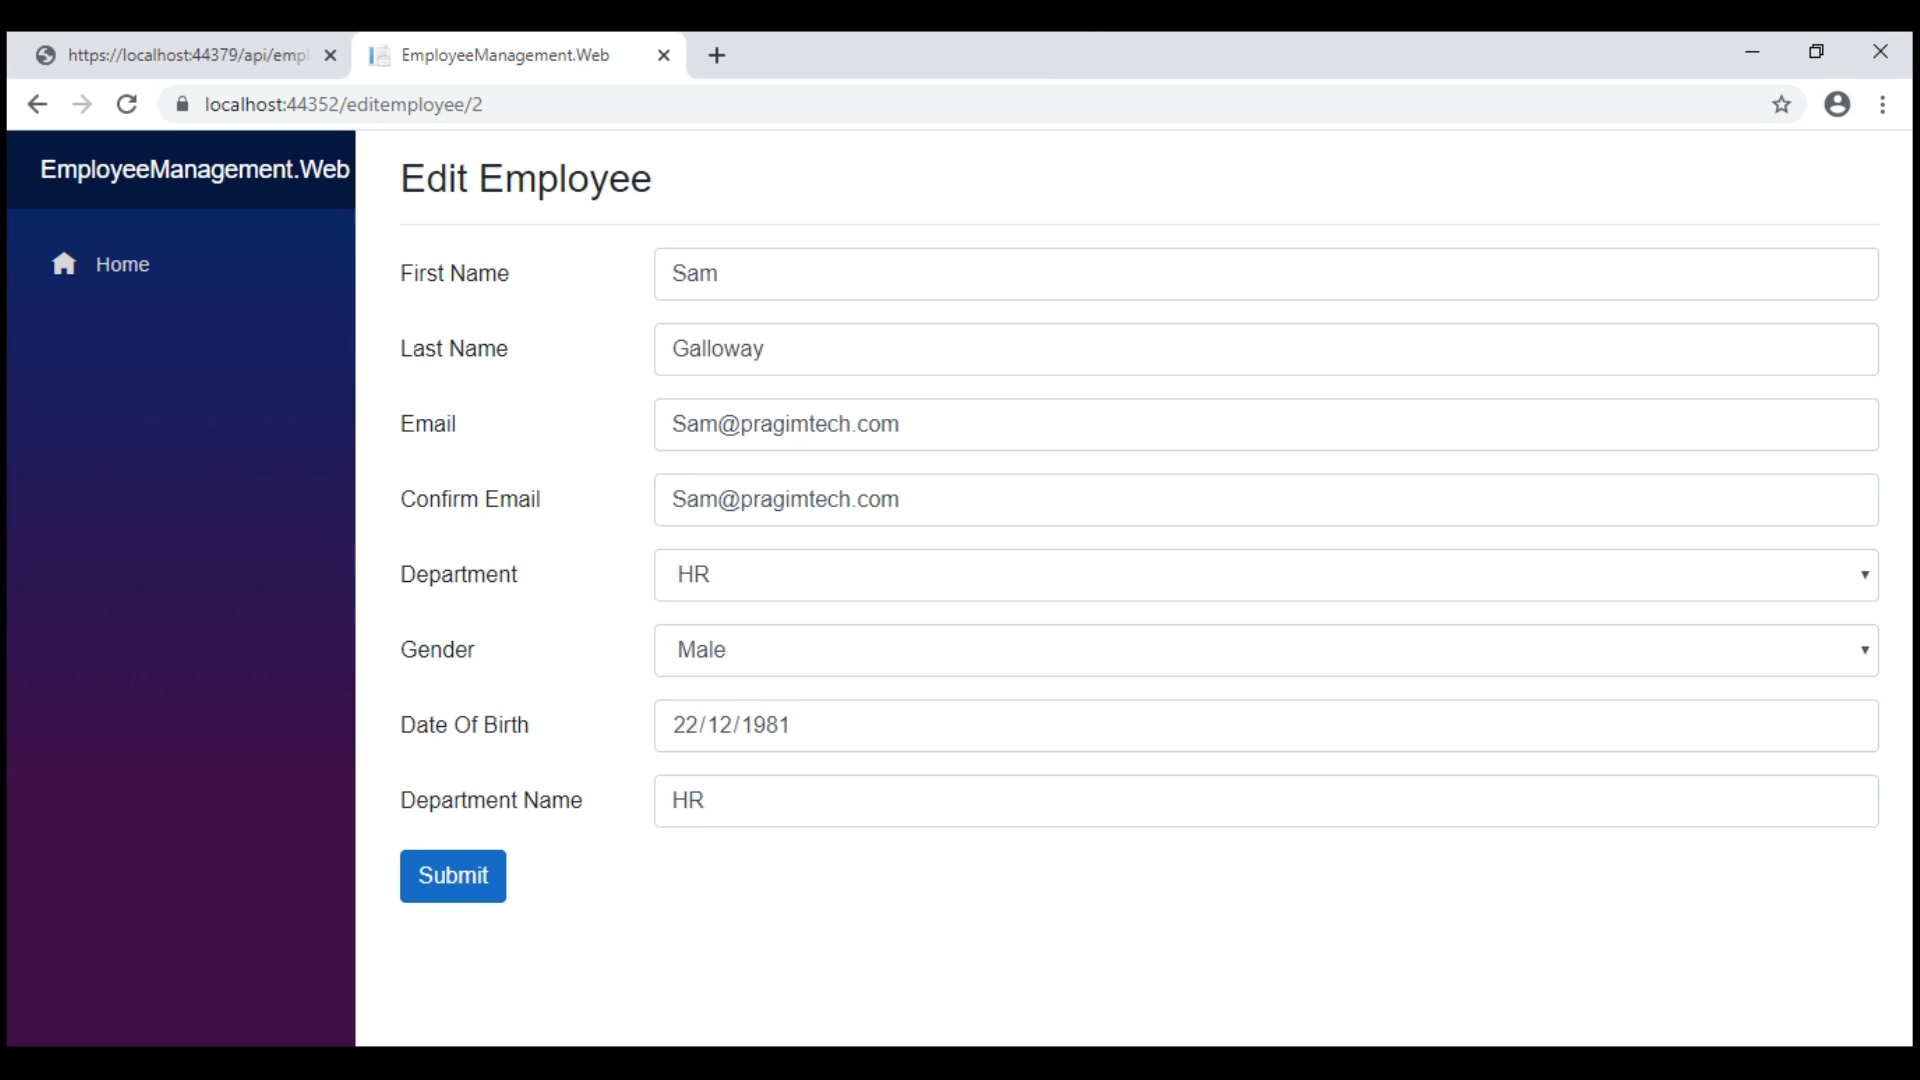 https://localhost:44379/api/empl
EmployeeManagement.Web
localhost:44352/editemployee/2
EmployeeManagement.Web
Home
Edit Employee
First Name
Sam
Last Name
Galloway
Email
Sam@pragimtech.com
Confirm Email
Sam@pragimtech.com
Department
HR
Gender
Male
Date Of Birth
22/12/1981
Department Name
HR
Submit